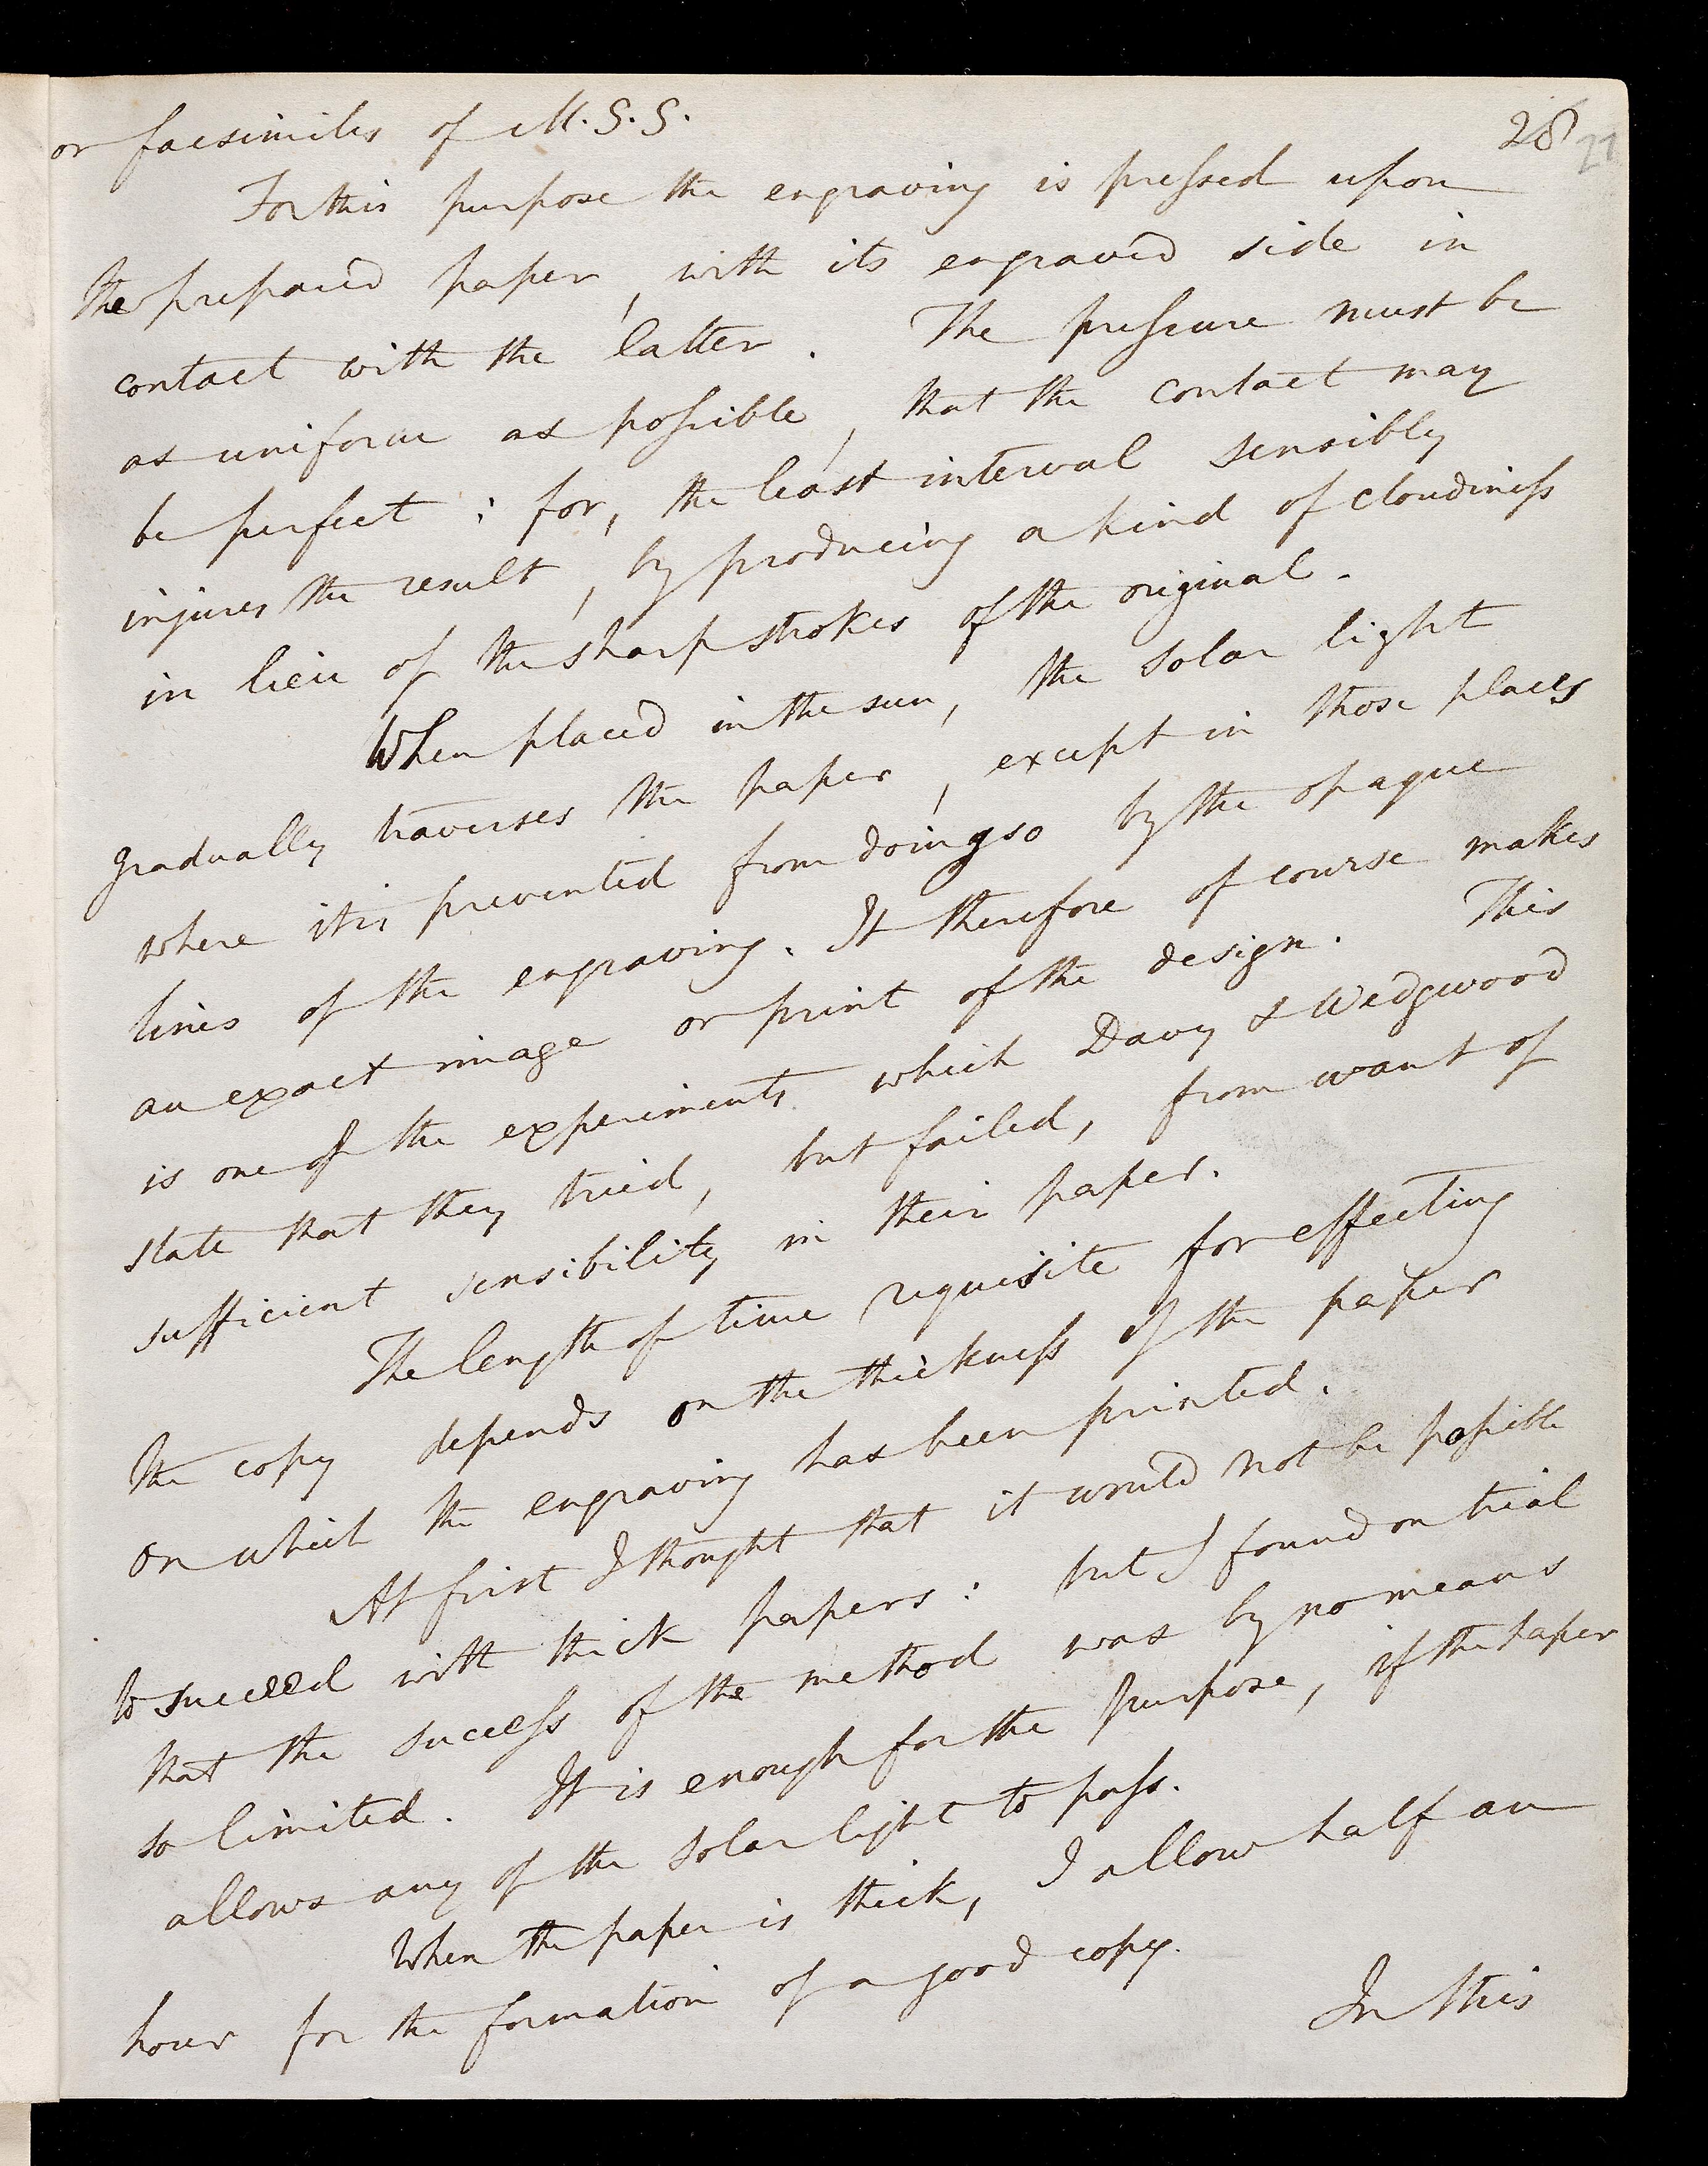 or facsimiles of M.S.S.
28 27
For this purpose the engraving is pressed upon
the prepared paper, with its engraved side in
contact with the latter. The pressure must be
as uniform as possible, that the contact may
be perfect; for, the least interval sensibly
injures the result, by producing a kind of cloudiness
in lieu of the sharp strokes of the original.
When placed in the sun, the solar light
gradually traverses the paper, except in those places
where it is prevented from doing so by the opaque
lines of the engraving. It therefore of course makes
an exact image or print of the design. This
is one of the experiments which Davy & Wedgwood
state that they tried, but failed, from want of
sufficient sensibility in their paper.
The length of time requisite for effecting
the copy depends on the thickness of the paper
on which the engraving has been printed.
At first I thought that it would not be possible
to succeed with thick papers: but I found on trial
that the success of the method was by no means
so limited. It is enough for the purpose, if the paper
allows any of the solar light to pass.
When the paper is thick, I allow half an
hour for the formation of a good copy.
In this